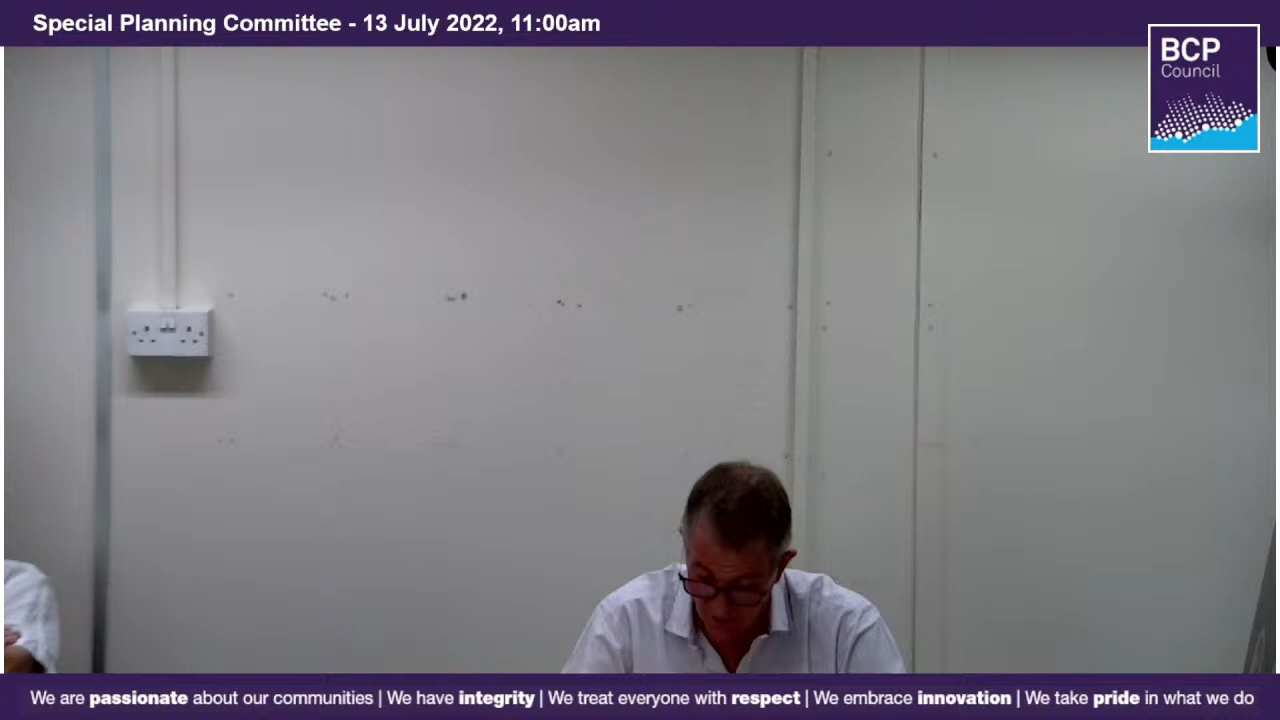 Special Planning Committee - 13 July 2022, 11:00am
BCP
Council
We are passionate about our communities | We have integrity | We treat everyone with respect | We embrace innovation | We take pride in what we do